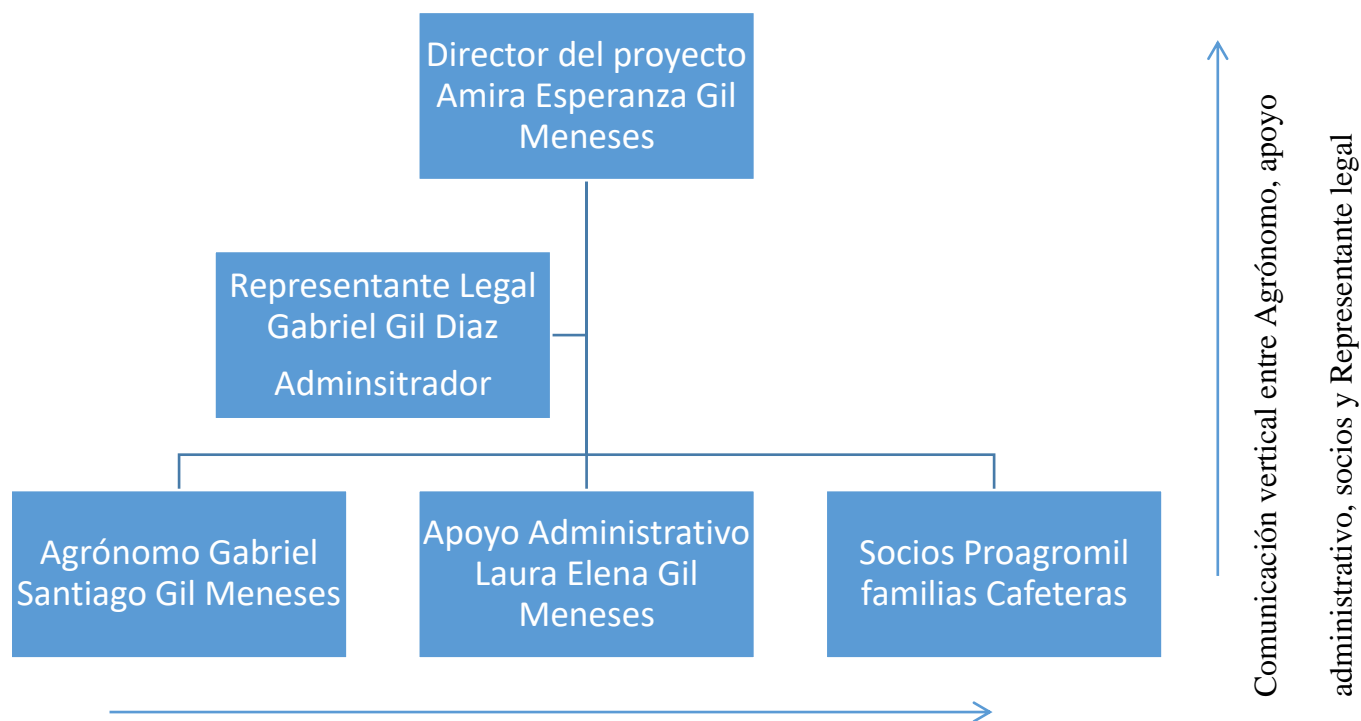 Director del proyecto
Amira Esperanza Gil
Meneses
Representante Legal
Gabriel Gil Diaz
Adminsitrador
Agrónomo Gabriel
Santiago Gil Meneses
Apoyo Administrativo
Laura Elena Gil
Meneses
Socios Proagromil
familias Cafeteras
Comunicación vertical entre Agrónomo, apoyo
administrativo, socios y Representante legal